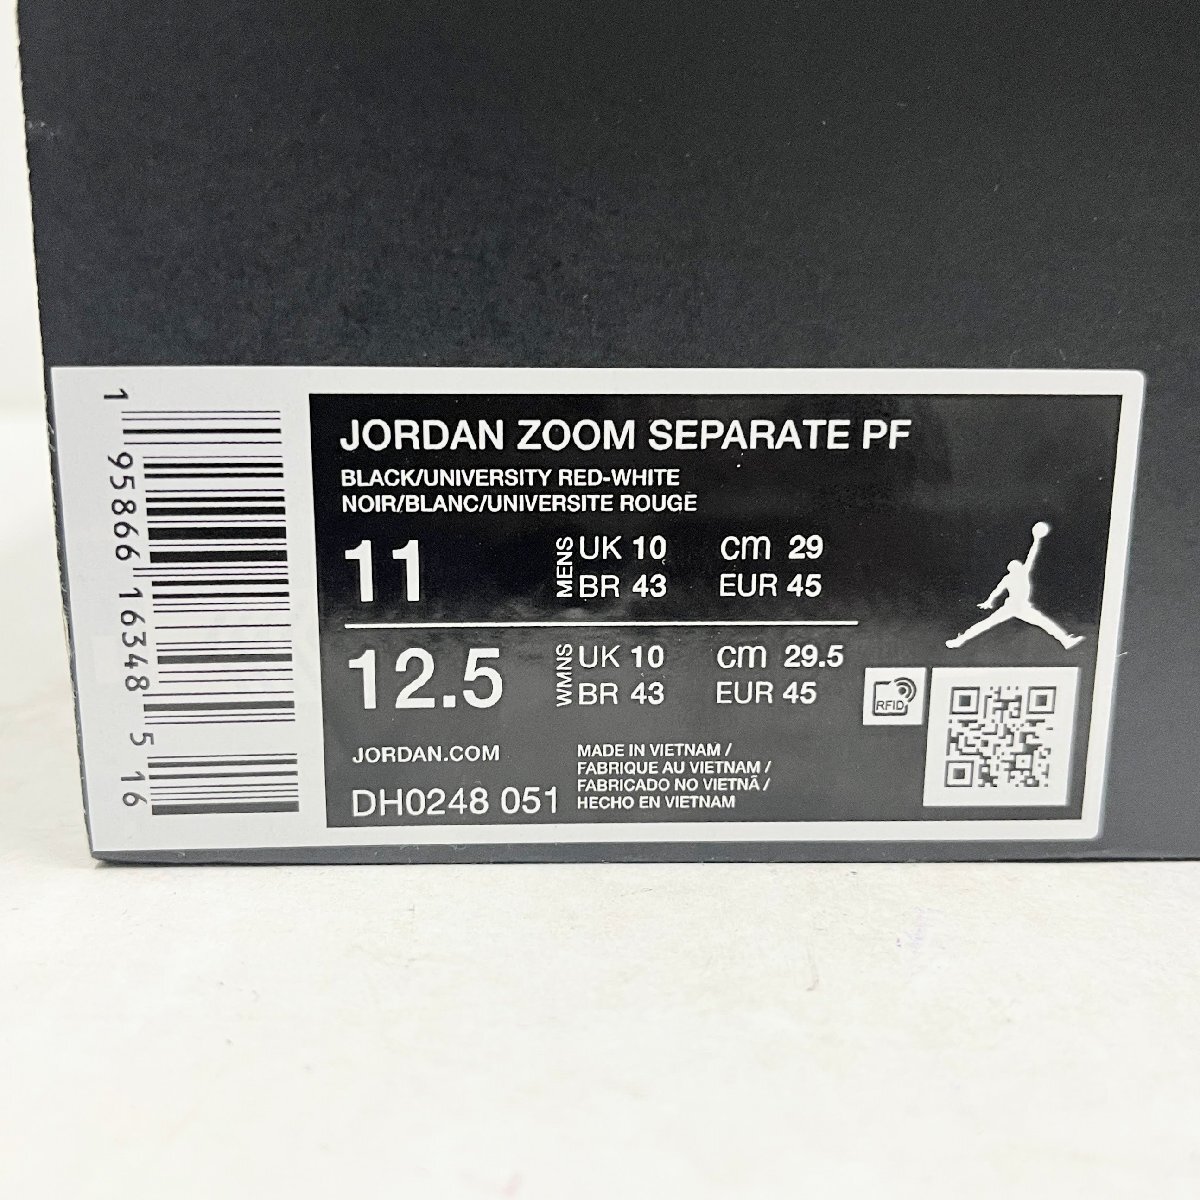 1 95866 16348 5 16
JORDAN ZOOM SEPARATE PF
BLACK/UNIVERSITY RED-WHITE
NOIR/BLANC/UNIVERSITE ROUGE
11
MENS
UK 10 cm 29
BR 43 EUR 45
12.5
WMNS
UK 10 cm 29.5
BR 43 EUR 45
RFID
JORDAN.COM
DH0248 051
MADE IN VIETNAM /
FABRIQUE AU VIETNAM /
FABRICADO NO VIETNÃ /
HECHO EN VIETNAM